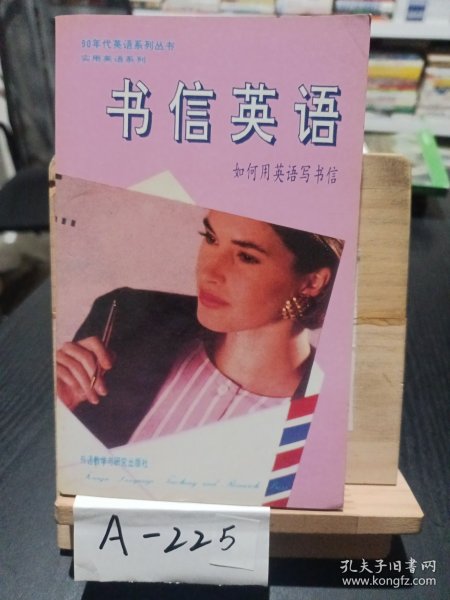 90年代英语系列丛书
实用英语系列
书信英语
如何用英语写书信
外语教学与研究出版社
Foreign Language Teaching and Research Press
A-225
孔夫子旧书网
www.kongfz.com